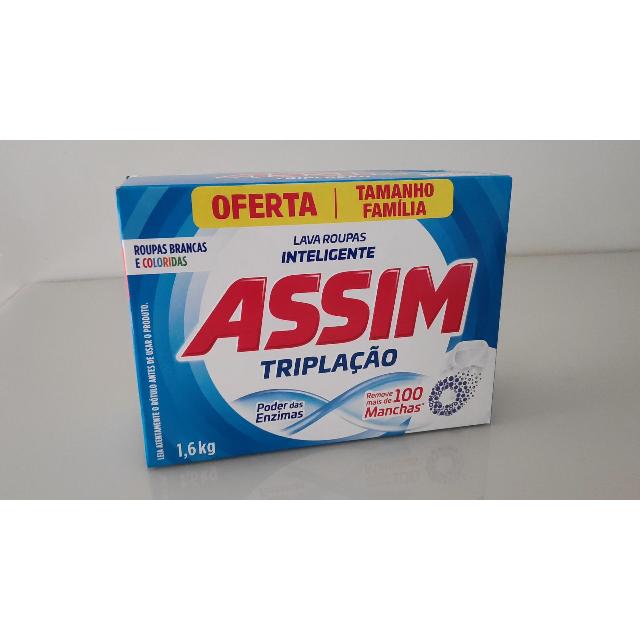 OFERTA
TAMANHO
FAMÍLIA
LAVA ROUPAS
INTELIGENTE
ROUPAS BRANCAS
E COLORIDAS
ASSIM
TRIPLAÇÃO
Poder das
Enzimas
Remove
mais de 100
Manchas*
LEIA ATENTAMENTE O RÓTULO ANTES DE USAR O PRODUTO.
1,6kg